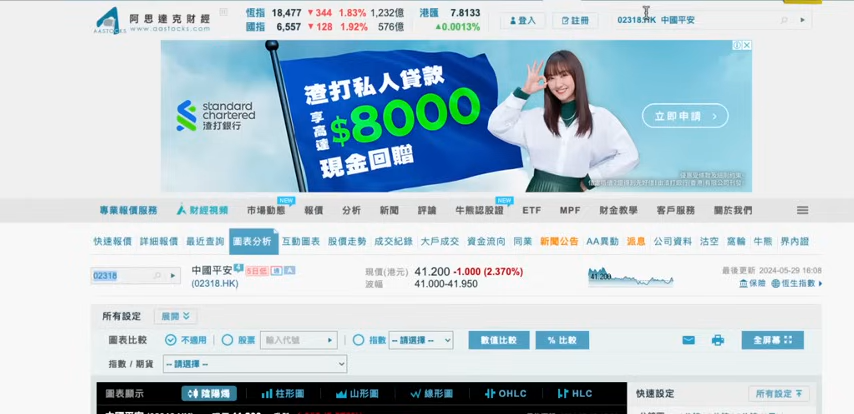 阿思達克財經
www.aastocks.com
AASTOCKS
恆指 18,477 ▼344 1.83% 1,232億
國指 6,557 ▼128 1.92% 576億
港匯 7.8133
▲0.0013%
登入
註冊
02318.HK 中國平安
standard chartered
渣打銀行
渣打私人貸款
享高達 $8000
現金回贈
立即申請
專業報價服務 財經視頻 市場動態 NEW 報價 分析 新聞 評論 牛熊認股證 NEW ETF MPF 財金教學 客戶服務 關於我們
快速報價 詳細報價 最近查詢 圖表分析 互動圖表 股價走勢 成交紀錄 大戶成交 資金流向 同業 新聞公告 AA異動 派息 公司資料 沽空 窩輪 牛熊 界內證
02318
中國平安 5日低 通 A
(02318.HK)
現價(港元) 41.200 -1.000 (2.370%)
波幅 41.000-41.950
41.200
最後更新 2024-05-29 16:08
保險 恆生指數
所有設定 展開
圖表比較 不適用 股票 輸入代號 指數 -- 請選擇 -- 數值比較 % 比較 全屏幕
指數 / 期貨 -- 請選擇 --
圖表顯示 陰陽燭 柱形圖 山形圖 線形圖 OHLC HLC 快速設定 所有設定